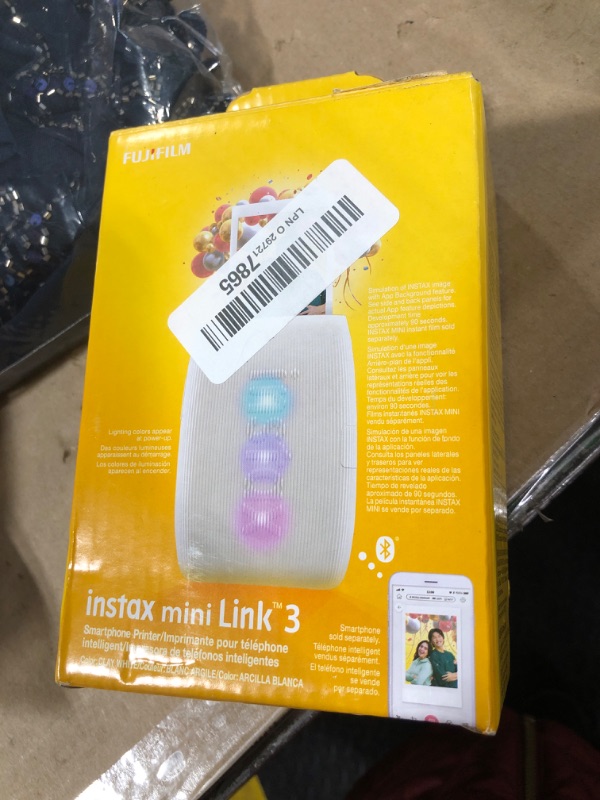 FUJIFILM
LPN O 29721
7865
Simulation of INSTAX image
with App Background feature.
See side and back panels for
actual App feature depictions.
Development time
approximately 90 seconds.
INSTAX MINI instant film sold
separately.
Simulation d'une image
INSTAX avec la fonctionnalité
Arrière-plan de l'appli.
Consultez les panneaux
latéraux et arrière pour voir les
représentations réelles des
fonctionnalités de l'application.
Temps du développement:
environ 90 secondes.
Films instantanés INSTAX MINI
vendu séparément.
Simulación de una imagen
INSTAX con la función de fondo
de la aplicación.
Consulta los paneles laterales
y traseros para ver
representaciones reales de las
características de la aplicación.
Tiempo de revelado
aproximado de 90 segundos.
La película instantánea INSTAX
MINI se vende por separado.
Lighting colors appear
at power-up.
Des couleurs lumineuses
apparaissent au démarrage.
Los colores de iluminación
aparecen al encender.
instax mini Link™ 3
Smartphone Printer/Imprimante pour téléphone
intelligent/Impresora de teléfonos inteligentes
Color: CLAY WHITE/Couleur: BLANC ARGILE/Color: ARCILLA BLANCA
Smartphone
sold separately.
Téléphone intelligent
vendus séparément.
El teléfono inteligente
se vende
por separado.